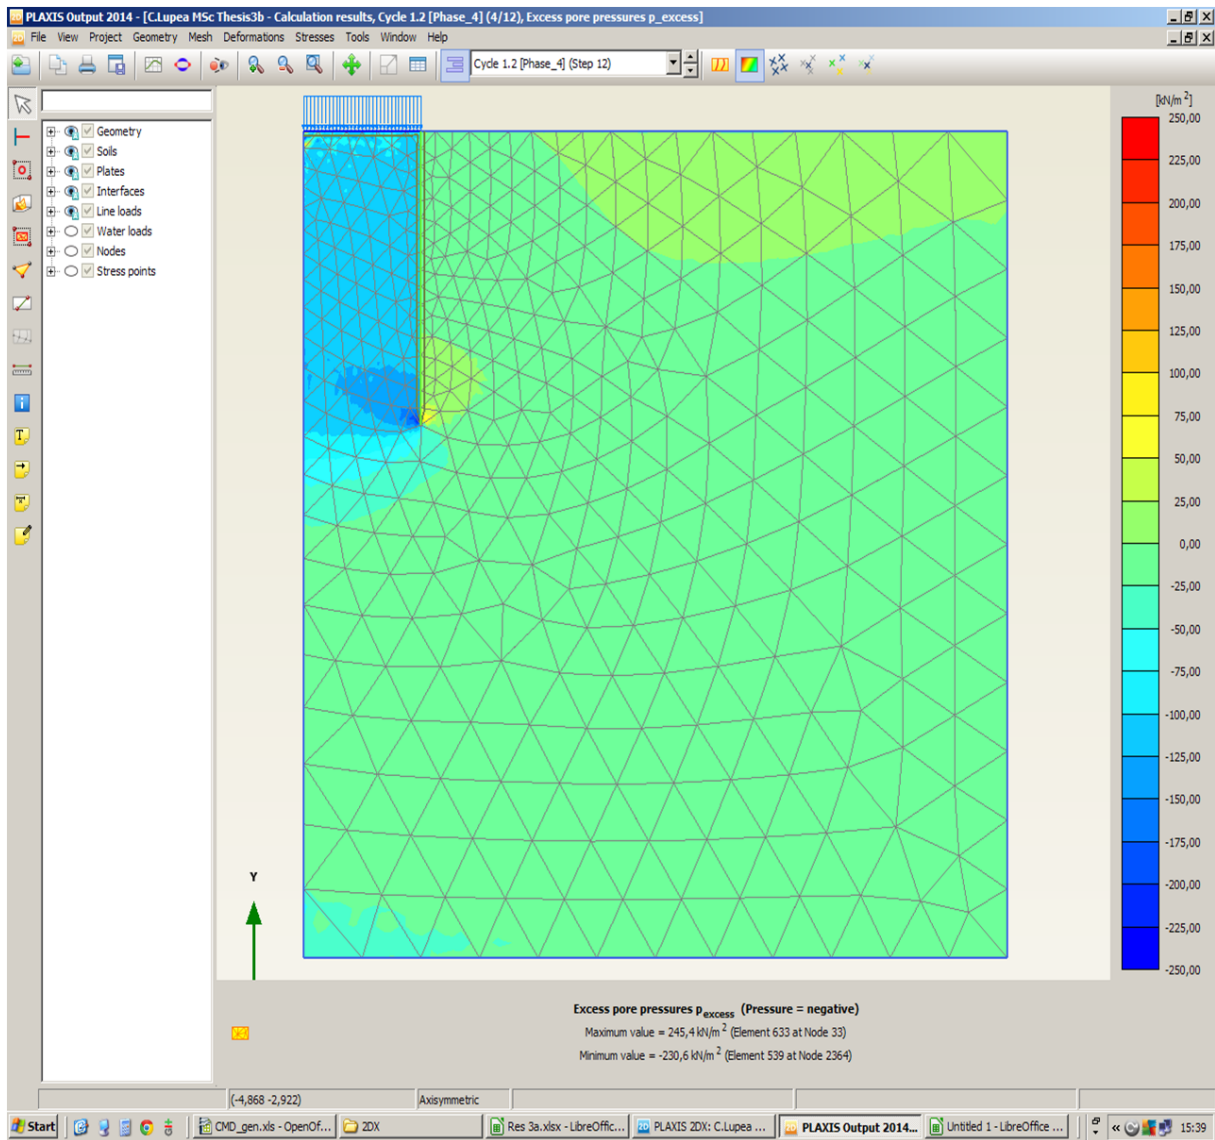 PLAXIS Output 2014 - [C.Lupea MSc Thesis3b - Calculation results, Cycle 1.2 [Phase_4] (4/12), Excess pore pressures p_excess]
File View Project Geometry Mesh Deformations Stresses Tools Window Help
Cycle 1.2 [Phase_4] (Step 12)
Geometry
Soils
Plates
Interfaces
Line loads
Water loads
Nodes
Stress points
[kN/m²]
250,00
225,00
200,00
175,00
150,00
125,00
100,00
75,00
50,00
25,00
0,00
-25,00
-50,00
-75,00
-100,00
-125,00
-150,00
-175,00
-200,00
-225,00
-250,00
Y
Excess pore pressures p_excess (Pressure = negative)
Maximum value = 245,4 kN/m² (Element 633 at Node 33)
Minimum value = -230,6 kN/m² (Element 539 at Node 2364)
(-4,868 -2,922) Axisymmetric
Start CMD_gen.xls - OpenOf... 2DX Res 3a.xlsx - LibreOffic... PLAXIS 2DX: C.Lupea ... PLAXIS Output 2014... Untitled 1 - LibreOffice ... 15:39